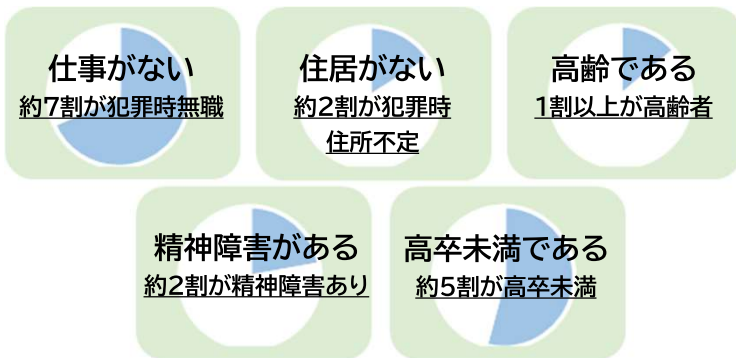 仕事がない
約7割が犯罪時無職
住居がない
約2割が犯罪時
住所不定
高齢である
1割以上が高齢者
精神障害がある
約2割が精神障害あり
高卒未満である
約5割が高卒未満